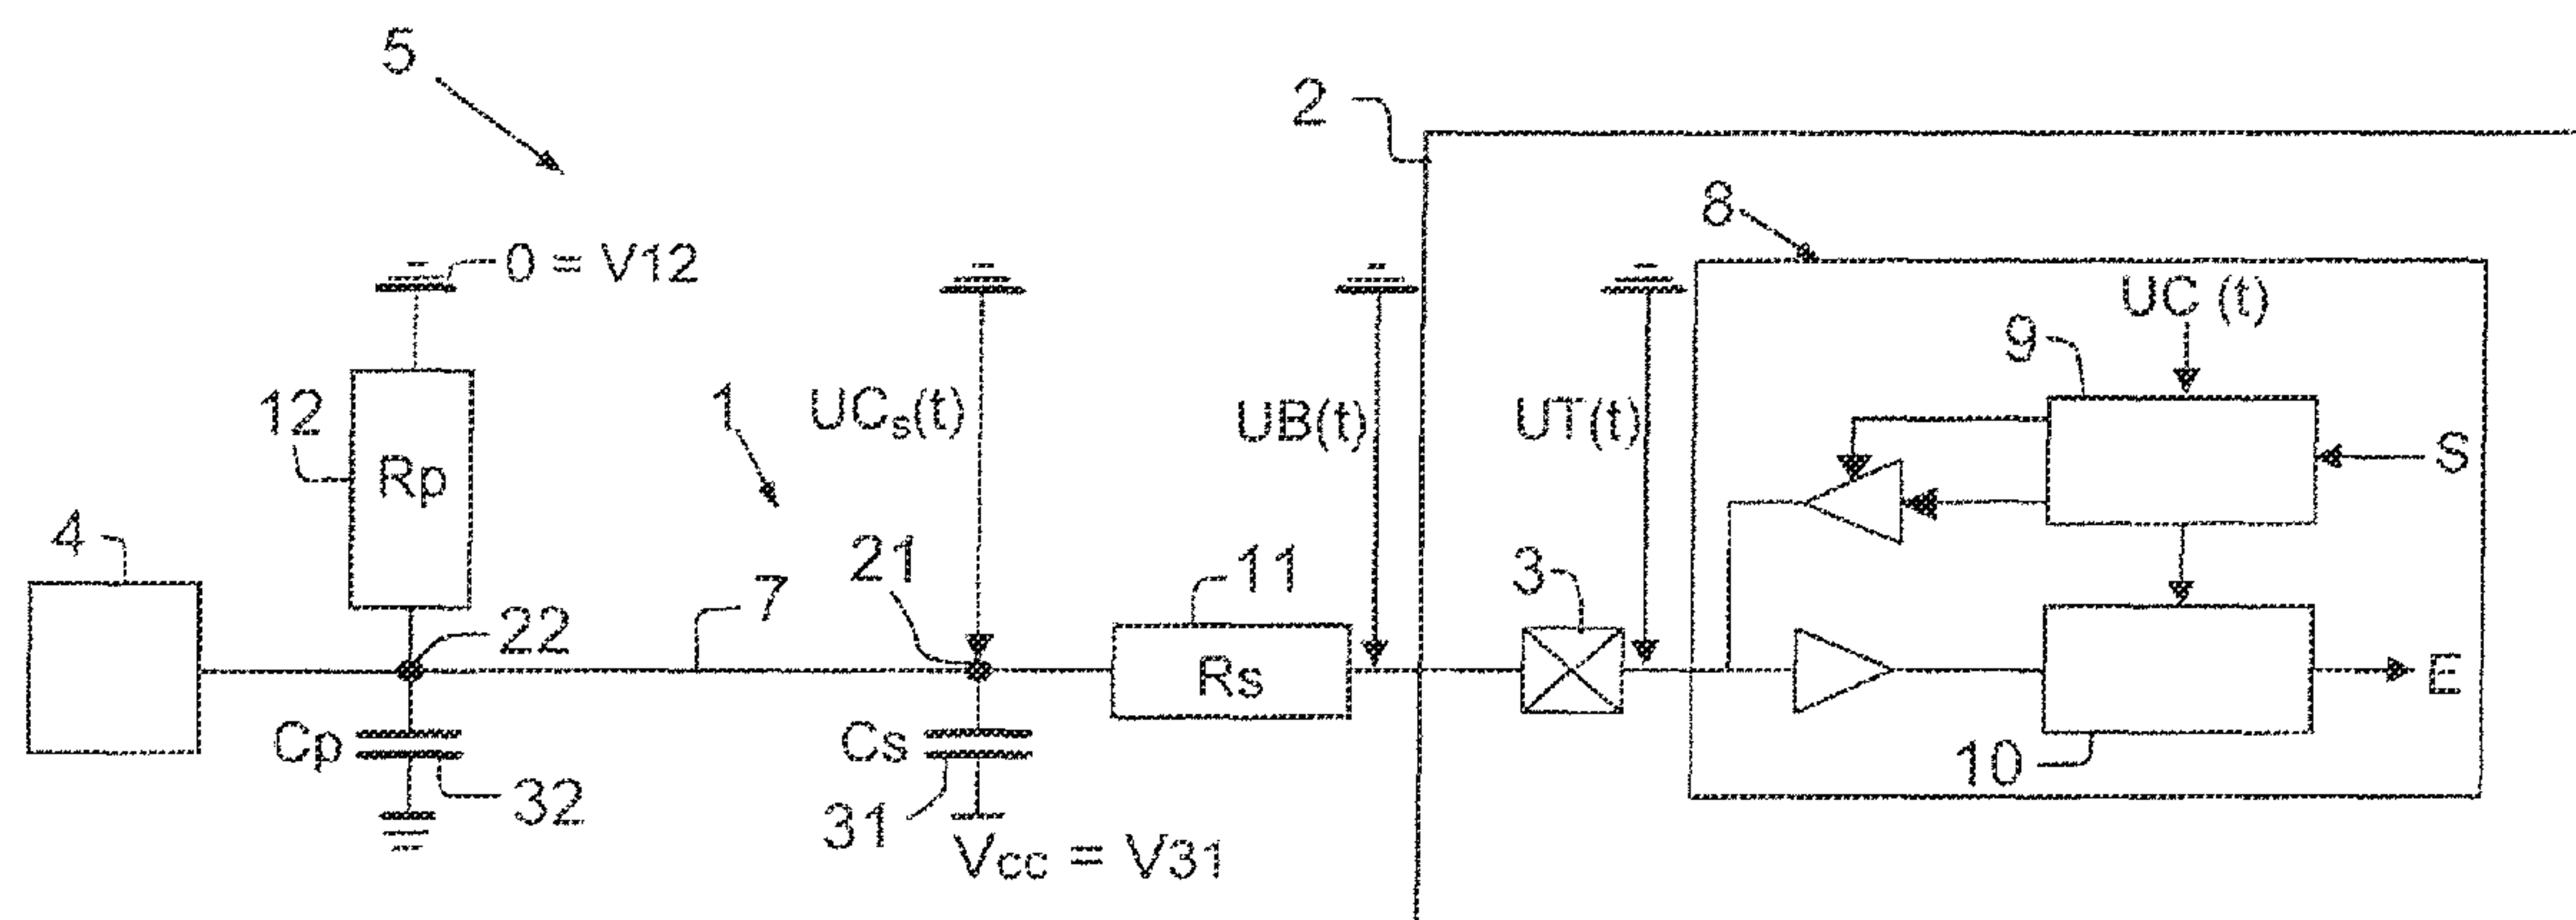 5
2
8
0 = V12
UC (t)
9
12
1
UCs(t)
UB(t)
UT(t)
S
Rp
4
21
11
3
7
22
Rs
E
Cp
Cs
10
32
31
Vcc = V31